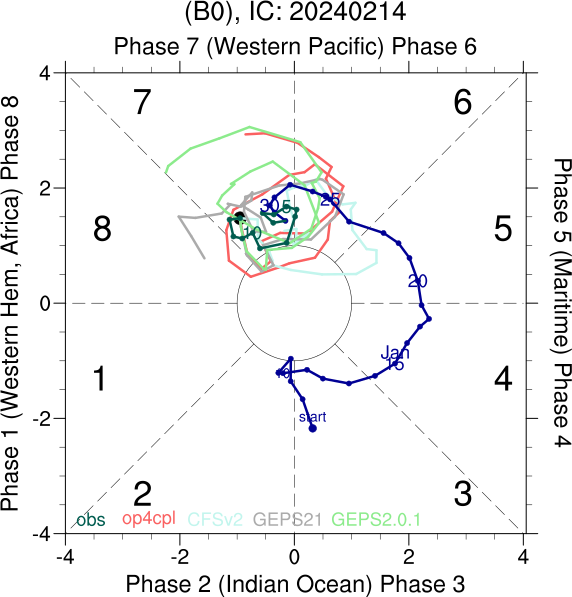 (B0), IC: 20240214
Phase 7 (Western Pacific) Phase 6
Phase 1 (Western Hem, Africa) Phase 8
Phase 5 (Maritime) Phase 4
4
2
0
-2
-4
7
6
8
5
1
4
2
3
30
5
25
10
20
Jan
15
10
start
obs op4cpl CFSv2 GEPS21 GEPS2.0.1
-4 -2 0 2 4
Phase 2 (Indian Ocean) Phase 3